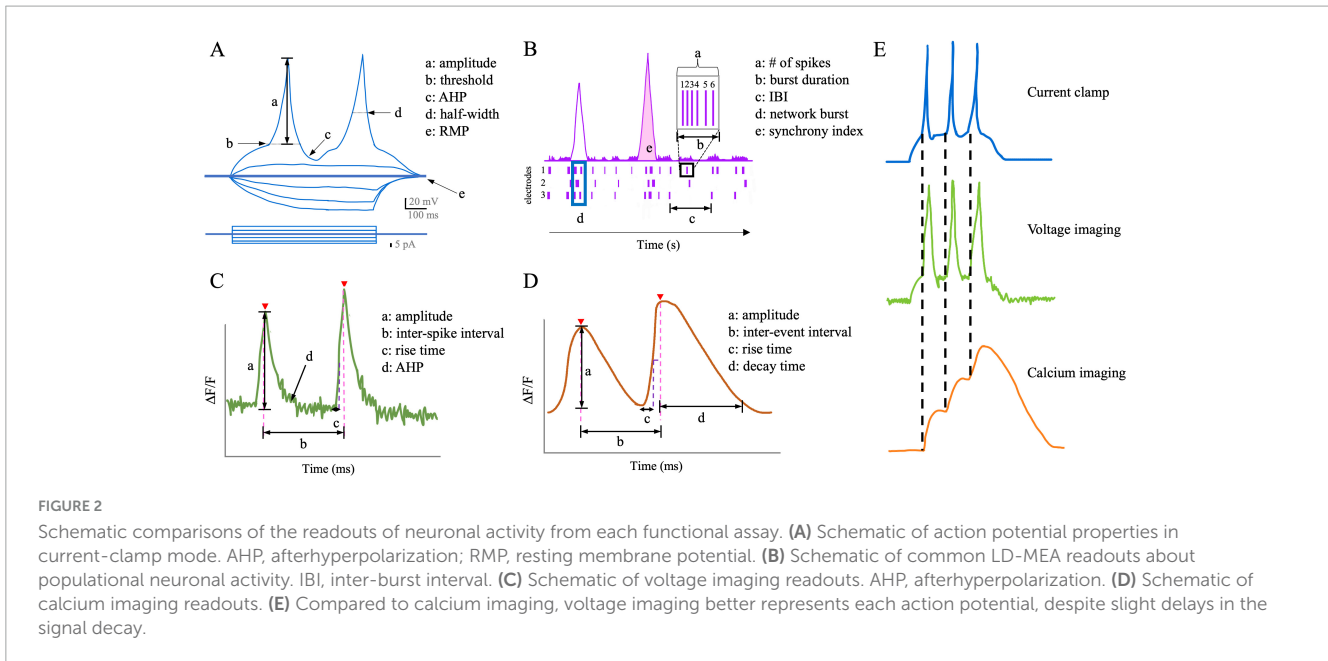 A
a
b
c
d
e
a: amplitude
b: threshold
c: AHP
d: half-width
e: RMP
20 mV
100 ms
5 pA
B
a
1234 5 6
b
e
electrodes
1
2
3
d
c
Time (s)
a: # of spikes
b: burst duration
c: IBI
d: network burst
e: synchrony index
C
ΔF/F
a
d
c
b
Time (ms)
a: amplitude
b: inter-spike interval
c: rise time
d: AHP
D
ΔF/F
a
c
d
b
Time (ms)
a: amplitude
b: inter-event interval
c: rise time
d: decay time
E
Current clamp
Voltage imaging
Calcium imaging
FIGURE 2
Schematic comparisons of the readouts of neuronal activity from each functional assay. (A) Schematic of action potential properties in
current-clamp mode. AHP, afterhyperpolarization; RMP, resting membrane potential. (B) Schematic of common LD-MEA readouts about
populational neuronal activity. IBI, inter-burst interval. (C) Schematic of voltage imaging readouts. AHP, afterhyperpolarization. (D) Schematic of
calcium imaging readouts. (E) Compared to calcium imaging, voltage imaging better represents each action potential, despite slight delays in the
signal decay.